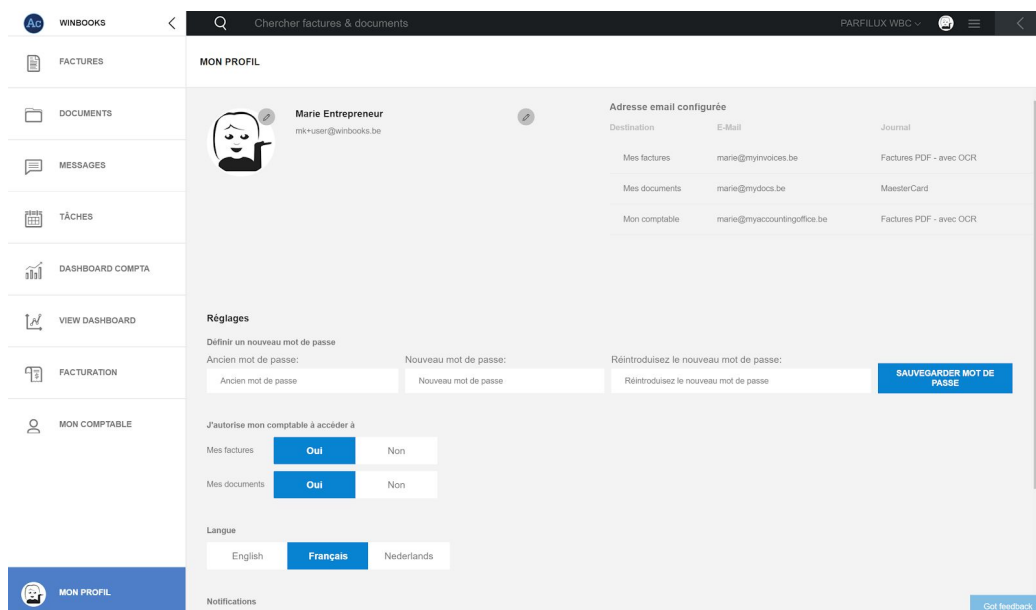 Ac WINBOOKS
FACTURES
DOCUMENTS
MESSAGES
TÂCHES
DASHBOARD COMPTA
VIEW DASHBOARD
FACTURATION
MON COMPTABLE
MON PROFIL
Chercher factures & documents
PARFILUX WBC
MON PROFIL
Marie Entrepreneur
mk+user@winbooks.be
Adresse email configurée
Destination E-Mail Journal
Mes factures marie@myinvoices.be Factures PDF - avec OCR
Mes documents marie@mydocs.be MaesterCard
Mon comptable marie@myaccountingoffice.be Factures PDF - avec OCR
Réglages
Définir un nouveau mot de passe
Ancien mot de passe: Nouveau mot de passe: Réintroduisez le nouveau mot de passe:
Ancien mot de passe Nouveau mot de passe Réintroduisez le nouveau mot de passe
SAUVEGARDER MOT DE
PASSE
J'autorise mon comptable à accéder à
Mes factures Oui Non
Mes documents Oui Non
Langue
English Français Nederlands
Notifications
Got feedback